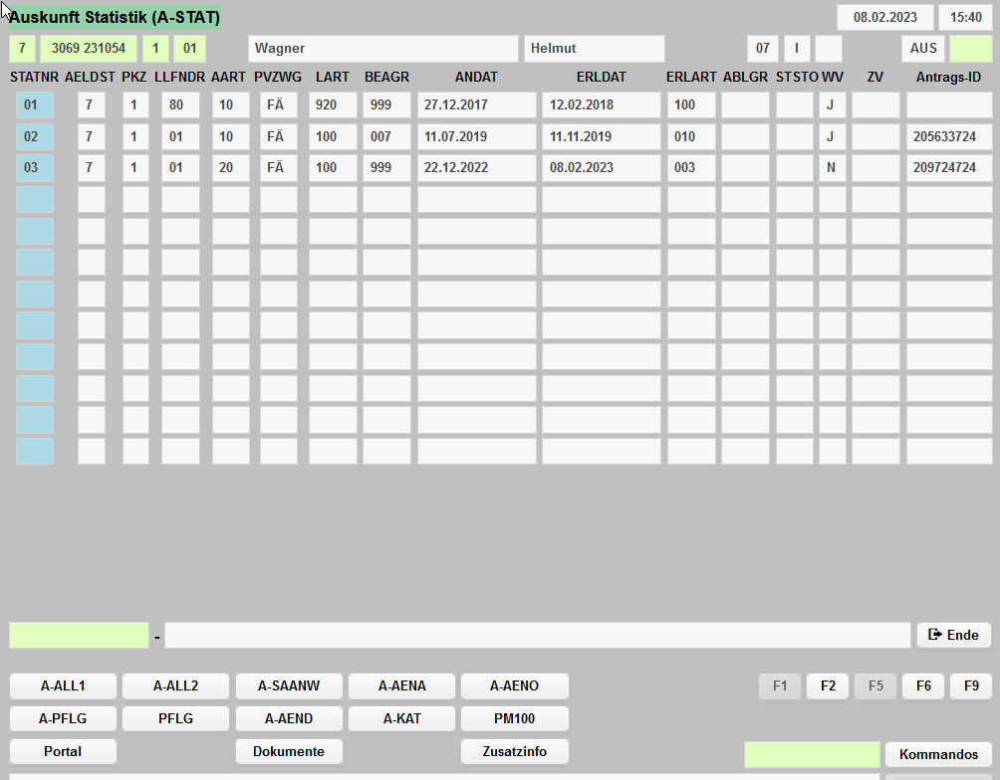 Auskunft Statistik (A-STAT) 08.02.2023 15:40
7 3069 231054 1 01 Wagner Helmut 07 I AUS
STATNR AELDST PKZ LLFNDR AART PVZWG LART BEAGR ANDAT ERLDAT ERLART ABLGR STSTO WV ZV Antrags-ID
01 7 1 80 10 FÄ 920 999 27.12.2017 12.02.2018 100 J
02 7 1 01 10 FÄ 100 007 11.07.2019 11.11.2019 010 J 205633724
03 7 1 01 20 FÄ 100 999 22.12.2022 08.02.2023 003 N 209724724
- Ende
A-ALL1 A-ALL2 A-SAANW A-AENA A-AENO F1 F2 F5 F6 F9
A-PFLG PFLG A-AEND A-KAT PM100
Portal Dokumente Zusatzinfo Kommandos